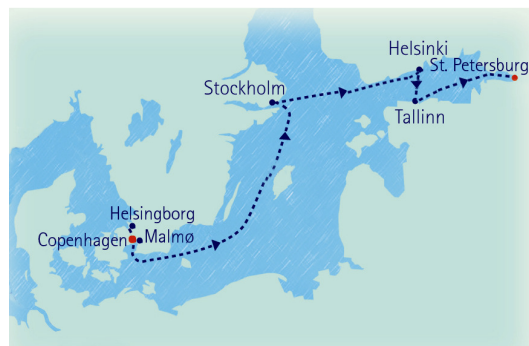 Helsinki
St. Petersburg
Stockholm
Tallinn
Helsingborg
Copenhagen
Malmø